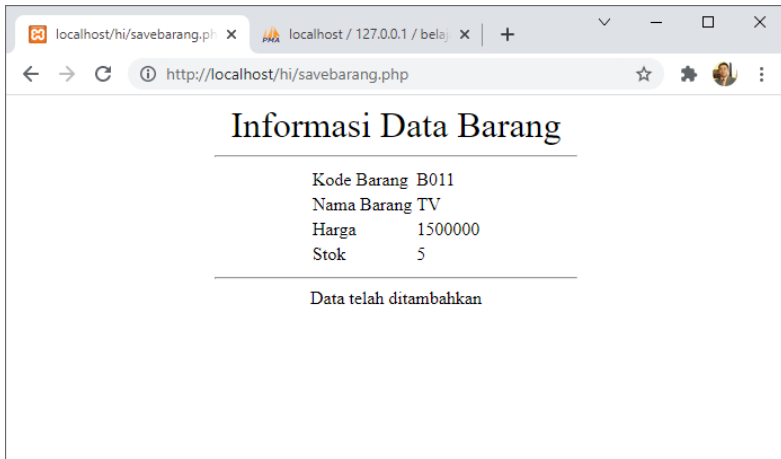 localhost/hi/savebarang.ph
localhost / 127.0.0.1 / belaj
http://localhost/hi/savebarang.php
Informasi Data Barang
Kode Barang B011
Nama Barang TV
Harga 1500000
Stok 5
Data telah ditambahkan